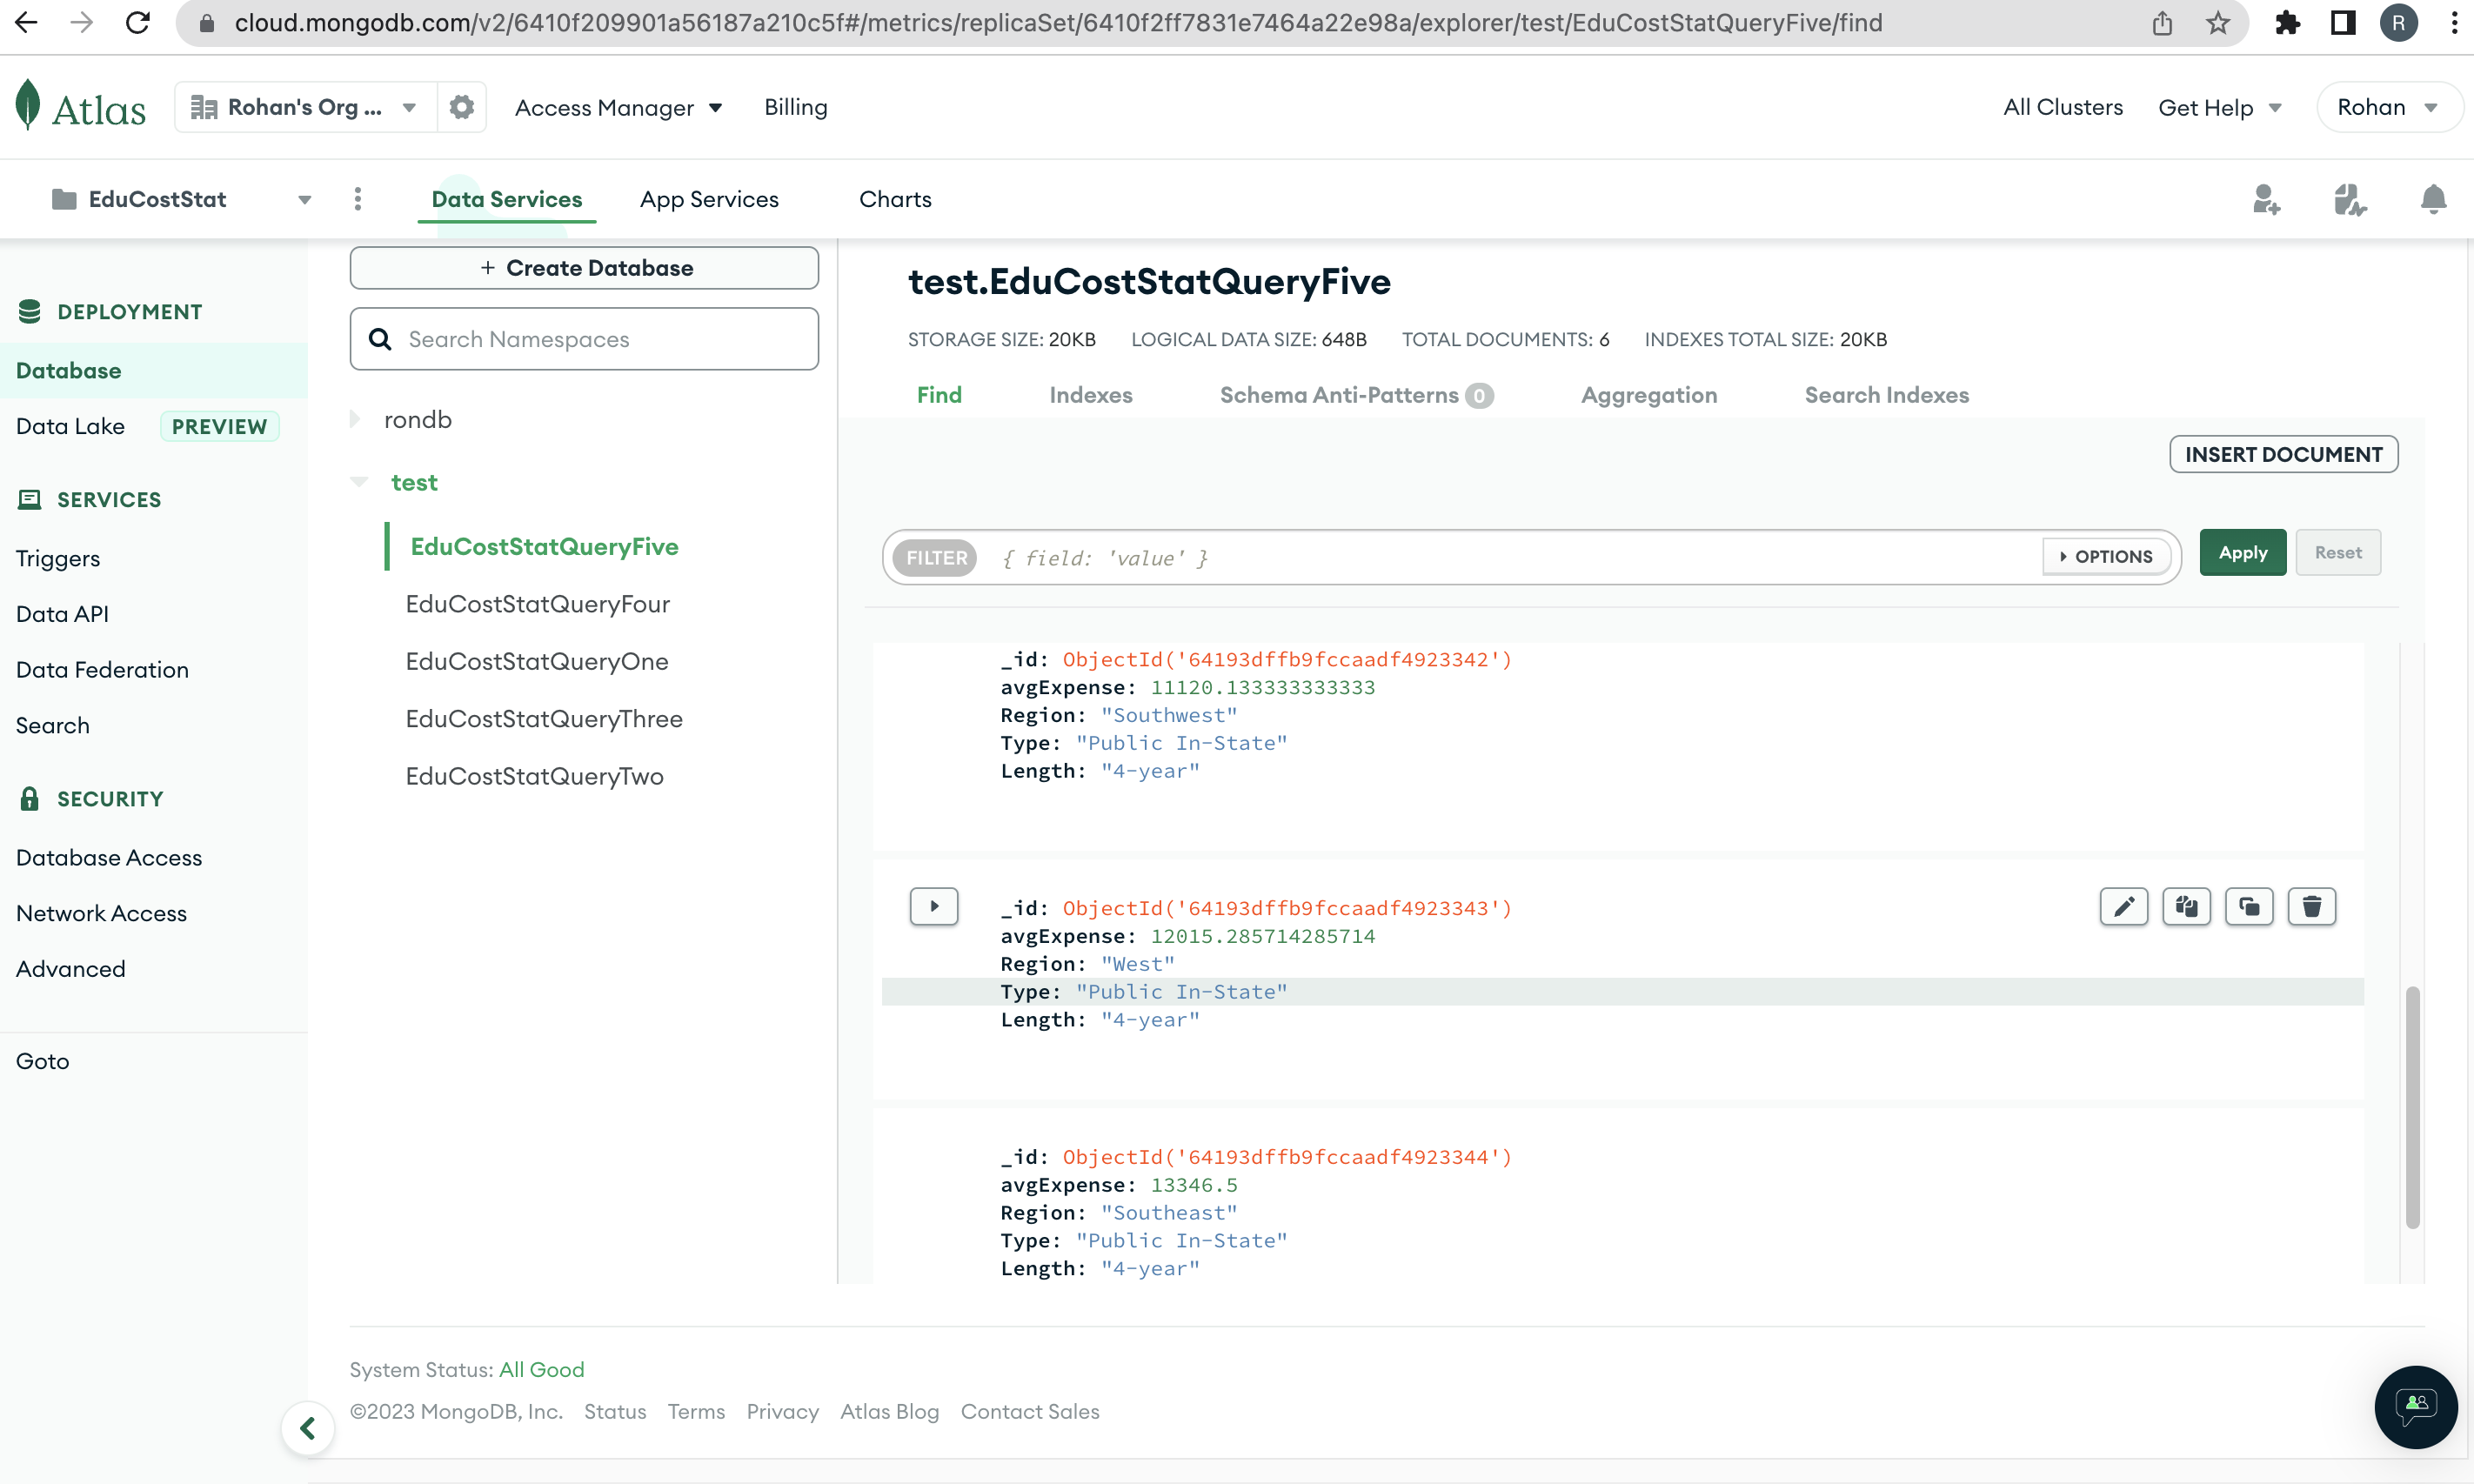 cloud.mongodb.com/v2/6410f209901a56187a210c5f#/metrics/replicaSet/6410f2ff7831e7464a22e98a/explorer/test/EduCostStatQueryFive/find
R
Atlas
Rohan's Org ...
Access Manager
Billing
All Clusters
Get Help
Rohan
EduCostStat
Data Services
App Services
Charts
DEPLOYMENT
Database
Data Lake PREVIEW
SERVICES
Triggers
Data API
Data Federation
Search
SECURITY
Database Access
Network Access
Advanced
Goto
+ Create Database
Search Namespaces
rondb
test
EduCostStatQueryFive
EduCostStatQueryFour
EduCostStatQueryOne
EduCostStatQueryThree
EduCostStatQueryTwo
test.EduCostStatQueryFive
STORAGE SIZE: 20KB LOGICAL DATA SIZE: 648B TOTAL DOCUMENTS: 6 INDEXES TOTAL SIZE: 20KB
Find Indexes Schema Anti-Patterns 0 Aggregation Search Indexes
INSERT DOCUMENT
FILTER { field: 'value' } OPTIONS Apply Reset
_id: ObjectId('64193dffb9fccaadf4923342')
avgExpense: 11120.133333333333
Region: "Southwest"
Type: "Public In-State"
Length: "4-year"
_id: ObjectId('64193dffb9fccaadf4923343')
avgExpense: 12015.285714285714
Region: "West"
Type: "Public In-State"
Length: "4-year"
_id: ObjectId('64193dffb9fccaadf4923344')
avgExpense: 13346.5
Region: "Southeast"
Type: "Public In-State"
Length: "4-year"
System Status: All Good
©2023 MongoDB, Inc. Status Terms Privacy Atlas Blog Contact Sales